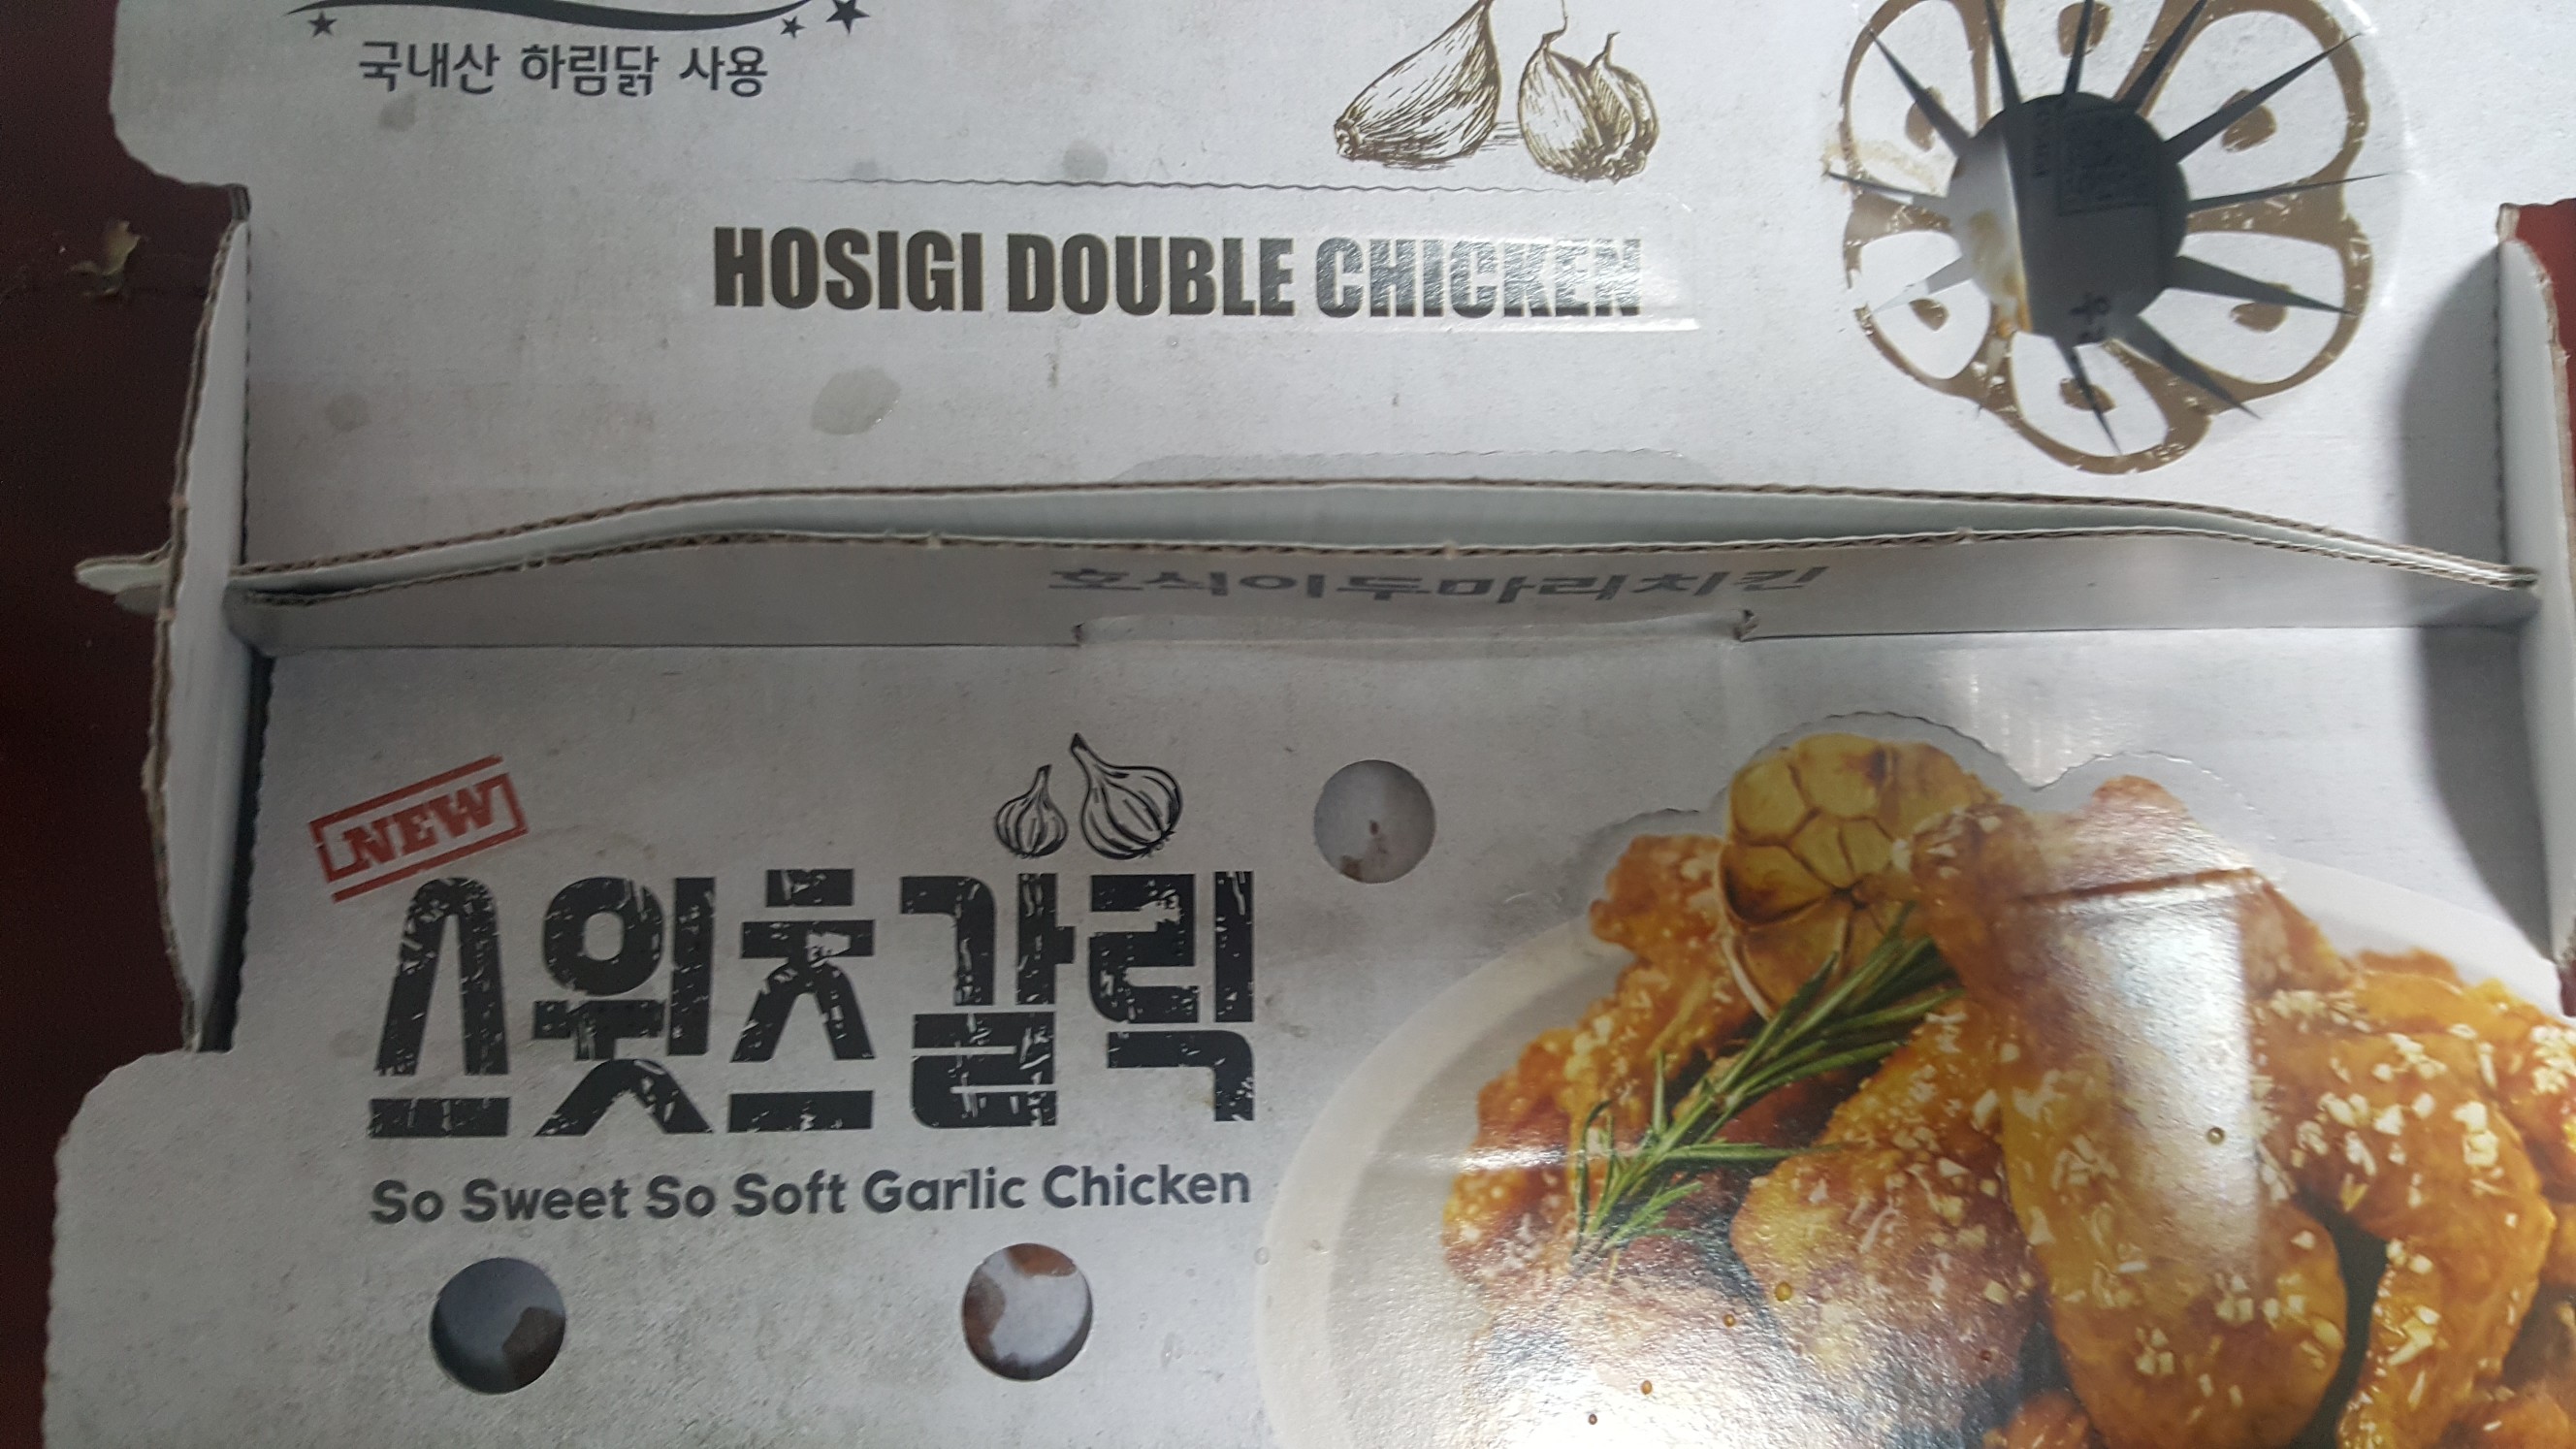 국내산 하림닭 사용
HOSIGI DOUBLE CHICKEN
호식이두마리치킨
NEW
스윗츠갈릭
So Sweet So Soft Garlic Chicken